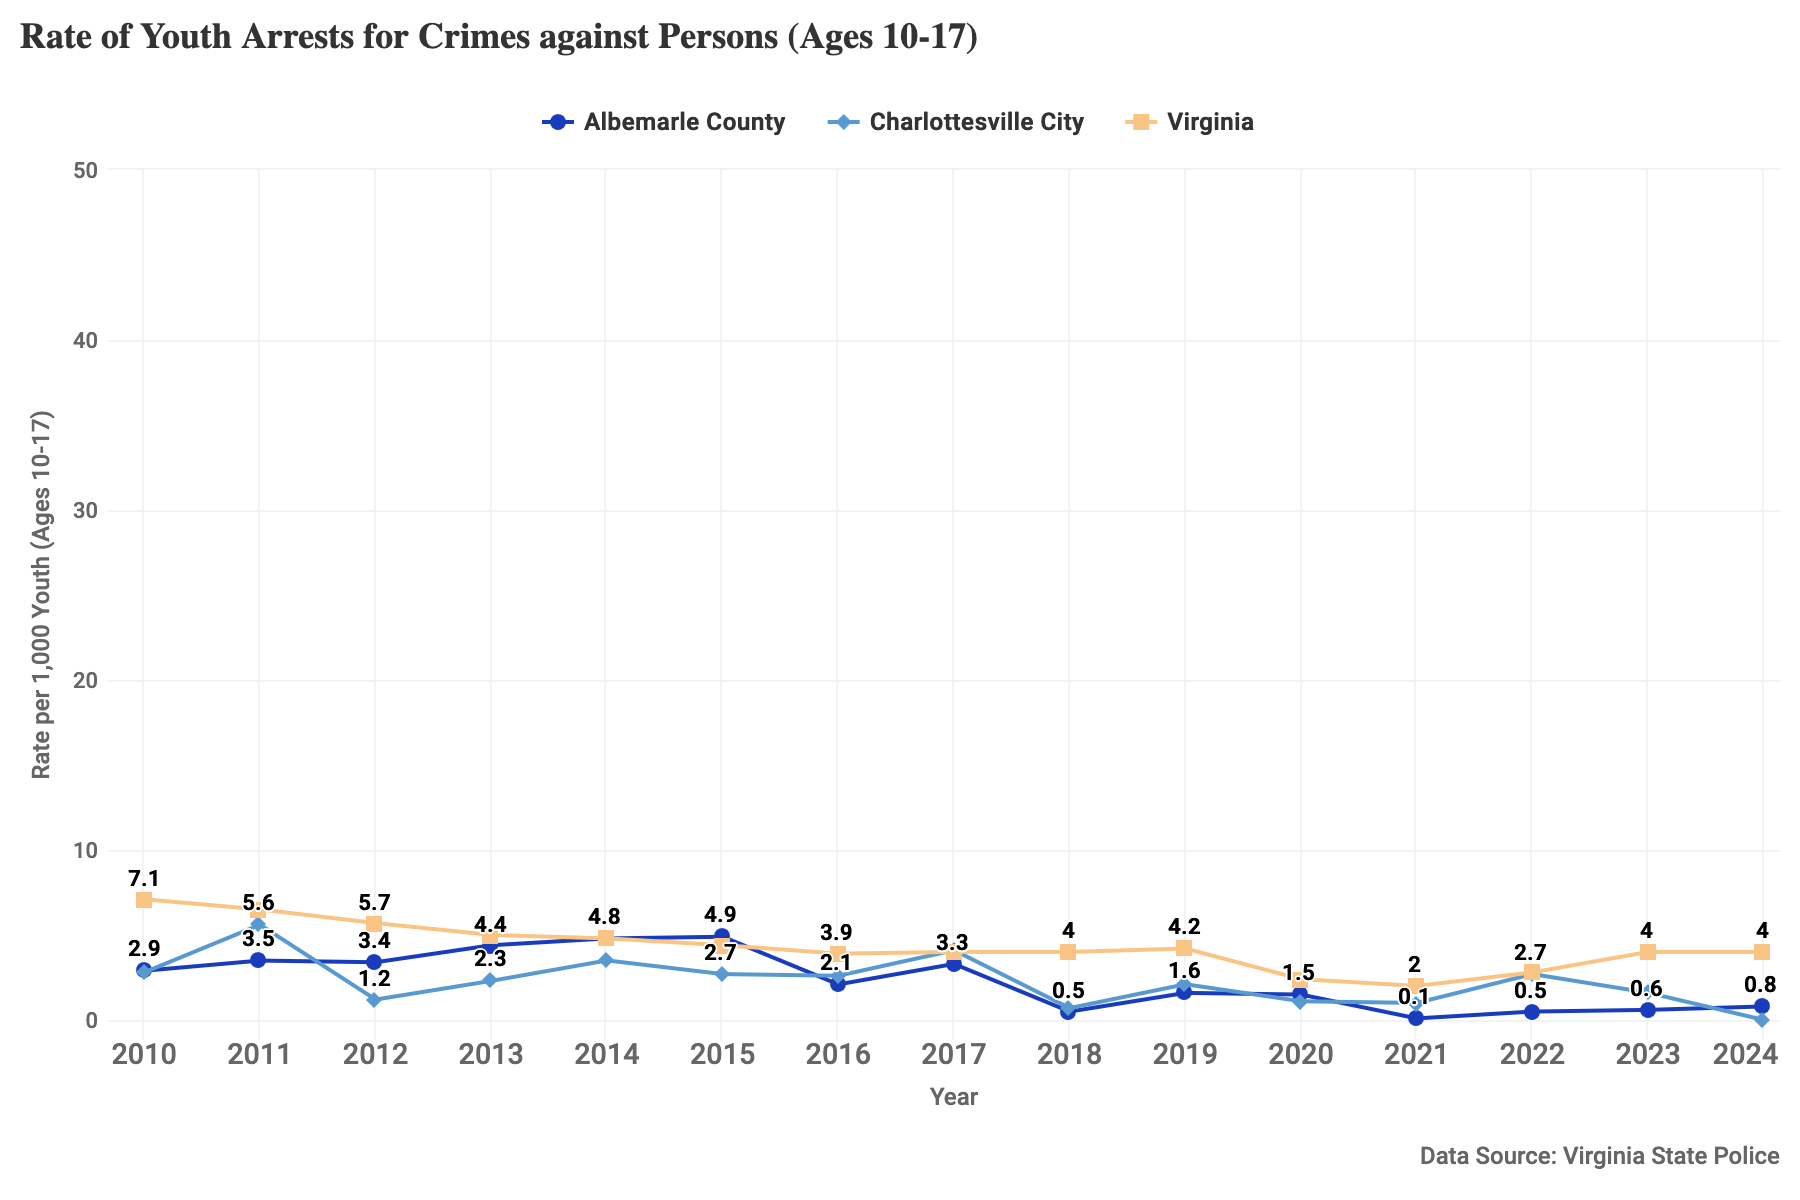 Rate of Youth Arrests for Crimes against Persons (Ages 10-17)
Albemarle County Charlottesville City Virginia
Rate per 1,000 Youth (Ages 10-17)
50
40
30
20
10
0
7.1 5.6 5.7 4.4 4.8 4.9 3.9 3.3 4 4.2 1.5 2 2.7 4 4
2.9 3.5 3.4 2.3 2.7 2.1 0.5 1.6 0.1 0.5 0.6 0.8
1.2
2010 2011 2012 2013 2014 2015 2016 2017 2018 2019 2020 2021 2022 2023 2024
Year
Data Source: Virginia State Police